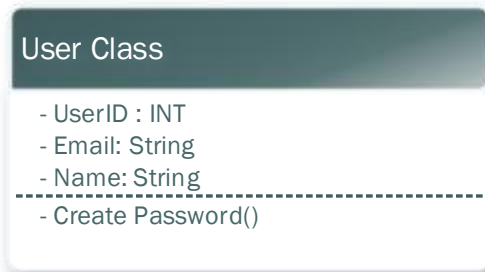 User Class
- UserID : INT
- Email: String
- Name: String
- Create Password()